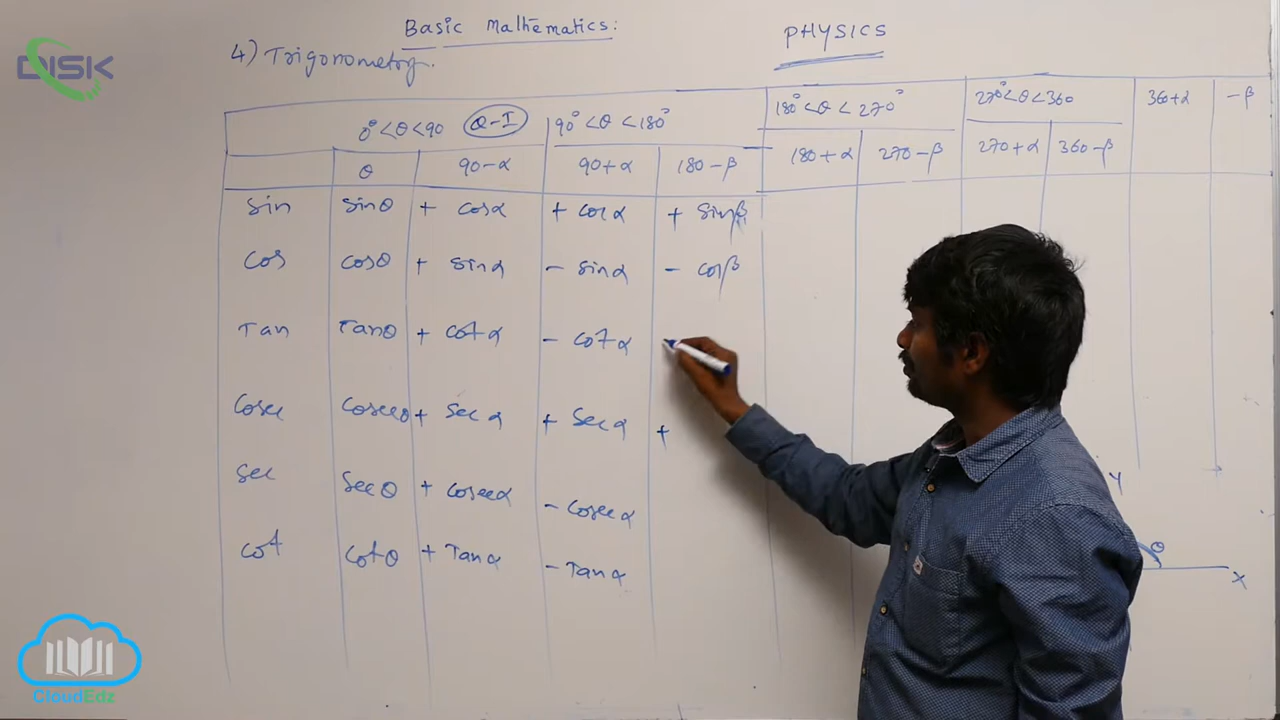 Basic Mathematics:
PHYSICS
4) Trigonometry.
DISK
0° < θ < 90 Q-I 90° < θ < 180° 180° < θ < 270° 270° < θ < 360 360+α -β
θ 90-α 90+α 180-β 180+α 270-β 270+α 360-β
sin sinθ + cosα + cosα + sinβ
cos cosθ + sinα - sinα - cosβ
Tan Tanθ + cotα - cotα
Cosec Cosecθ + Sec α + Sec α +
Sec Secθ + cosecα - Cosecα
cot cotθ + Tanα - Tanα
Y
θ
X
CloudEdz